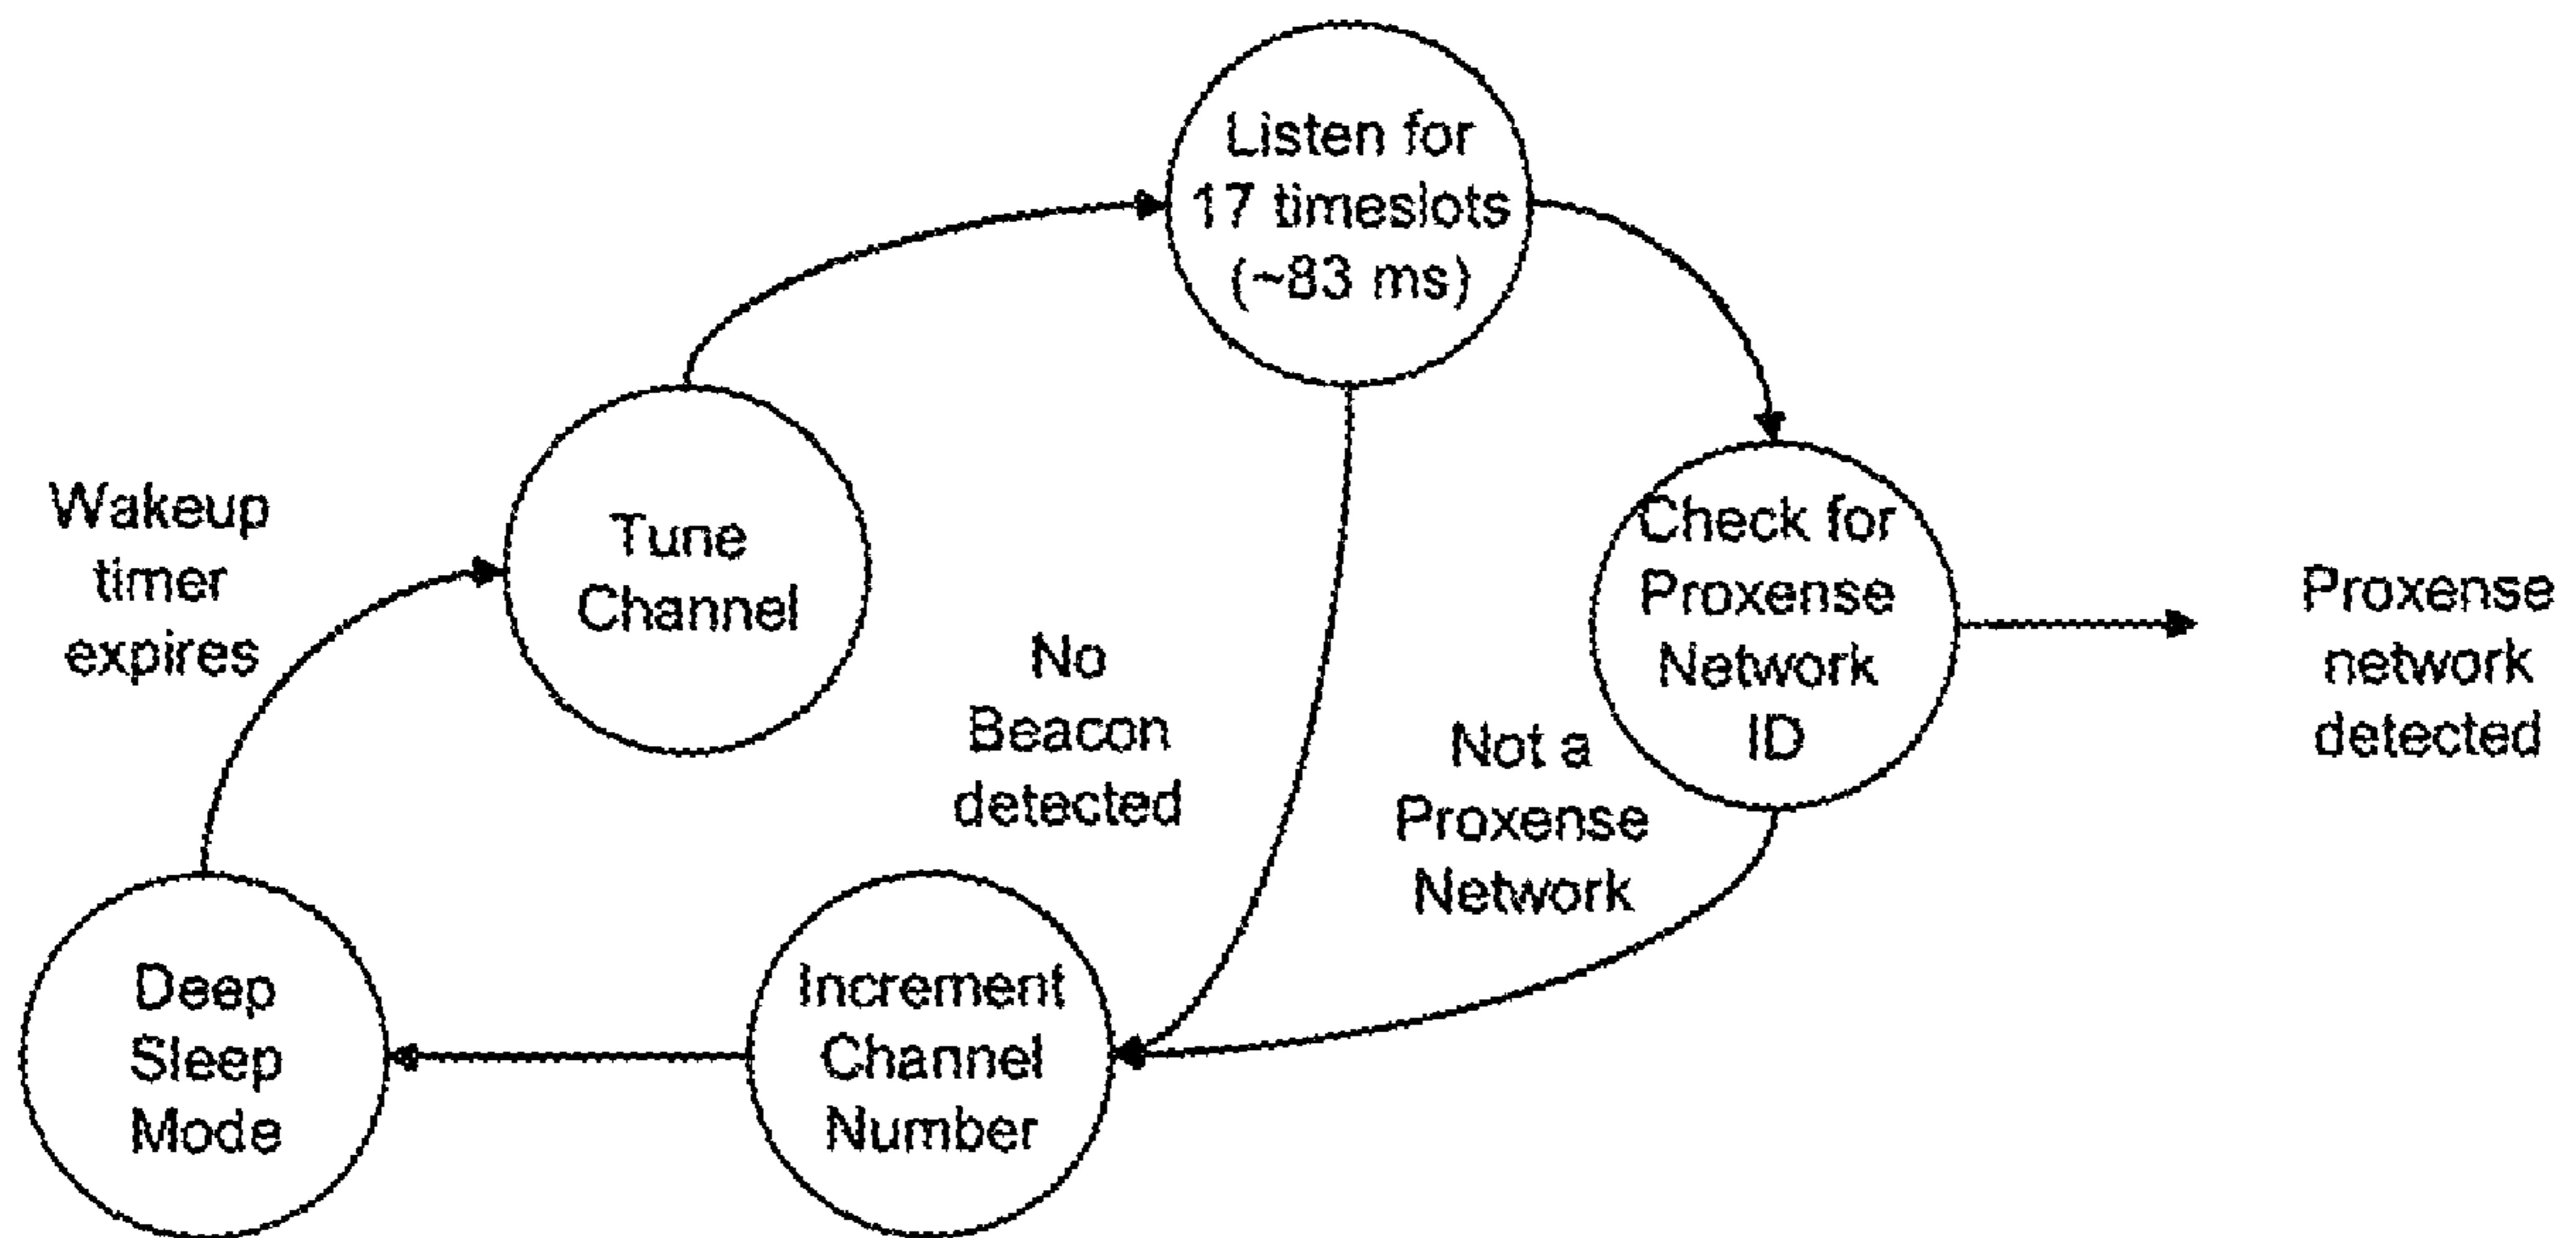 Listen for
17 timeslots
(~83 ms)
Wakeup
timer
expires
Tune
Channel
Check for
Proxense
Network
ID
Proxense
network
detected
No
Beacon
detected
Not a
Proxense
Network
Deep
Sleep
Mode
Increment
Channel
Number